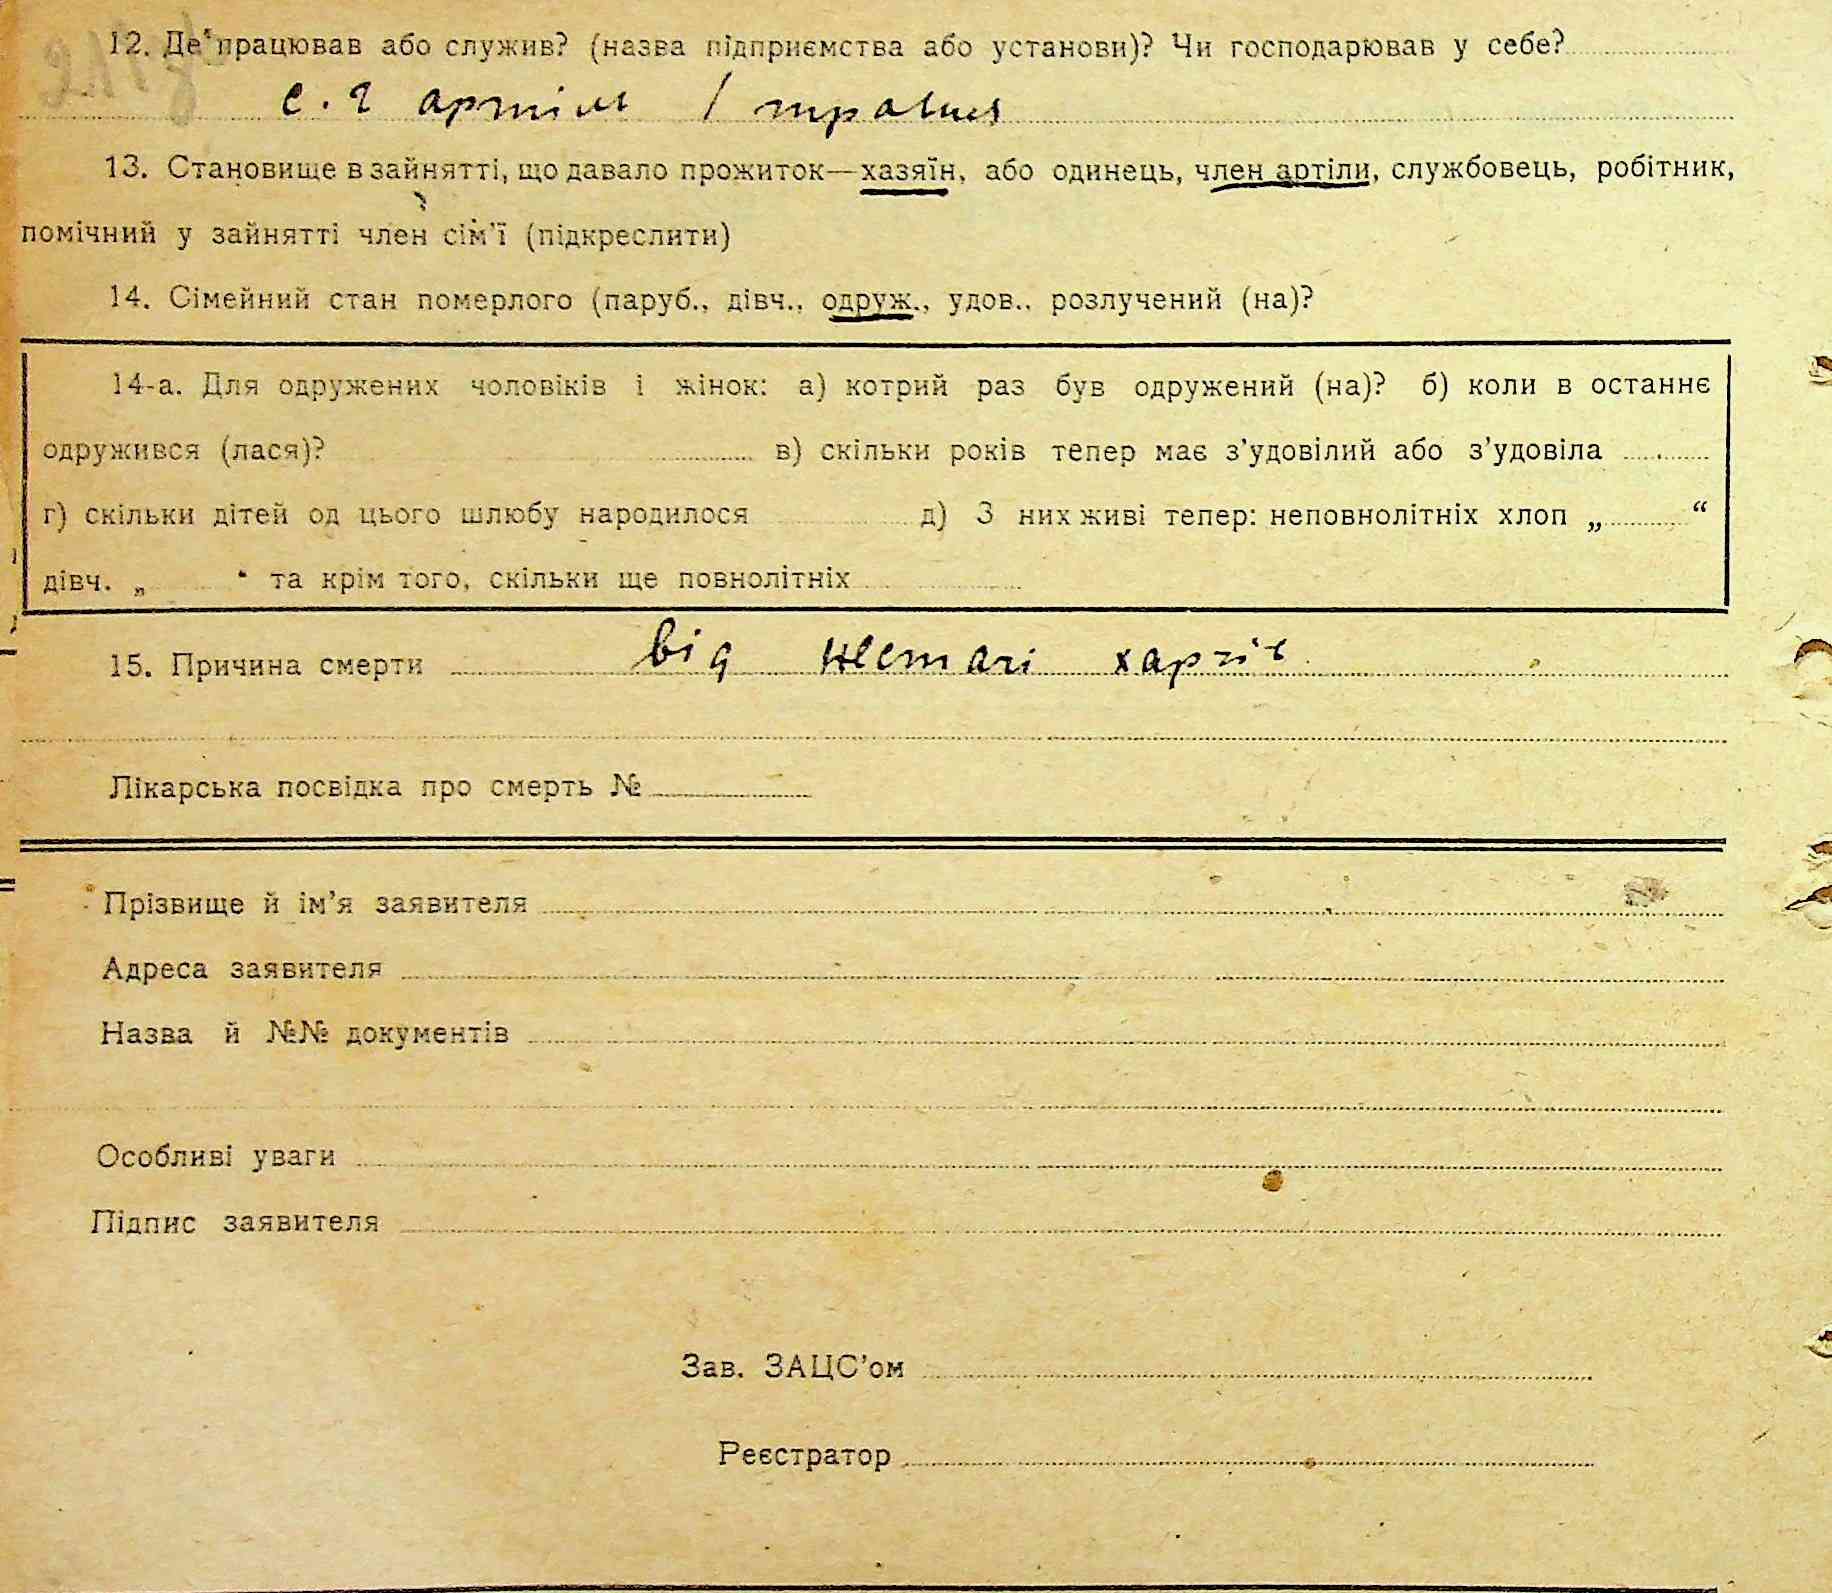 12. Де працював або служив? (назва підприємства або установи)? Чи господарював у себе?
с. г артіль / 1 травня
13. Становище в зайнятті, що давало прожиток—хазяїн, або одинець, член артіли, службовець, робітник,
помічний у зайнятті член сім'ї (підкреслити)
14. Сімейний стан померлого (паруб., дівч., одруж., удов., розлучений (на)?
14-а. Для одружених чоловіків і жінок: а) котрий раз був одружений (на)? б) коли в останнє
одружився (лася)? в) скільки років тепер має з'удовілий або з'удовіла
г) скільки дітей од цього шлюбу народилося д) З них живі тепер: неповнолітніх хлоп „ “
дівч. „ “ та крім того, скільки ще повнолітніх
15. Причина смерти від нестачі харчів
Лікарська посвідка про смерть №
Прізвище й ім'я заявителя
Адреса заявителя
Назва й №№ документів
Особливі уваги
Підпис заявителя
Зав. ЗАЦС'ом
Реєстратор